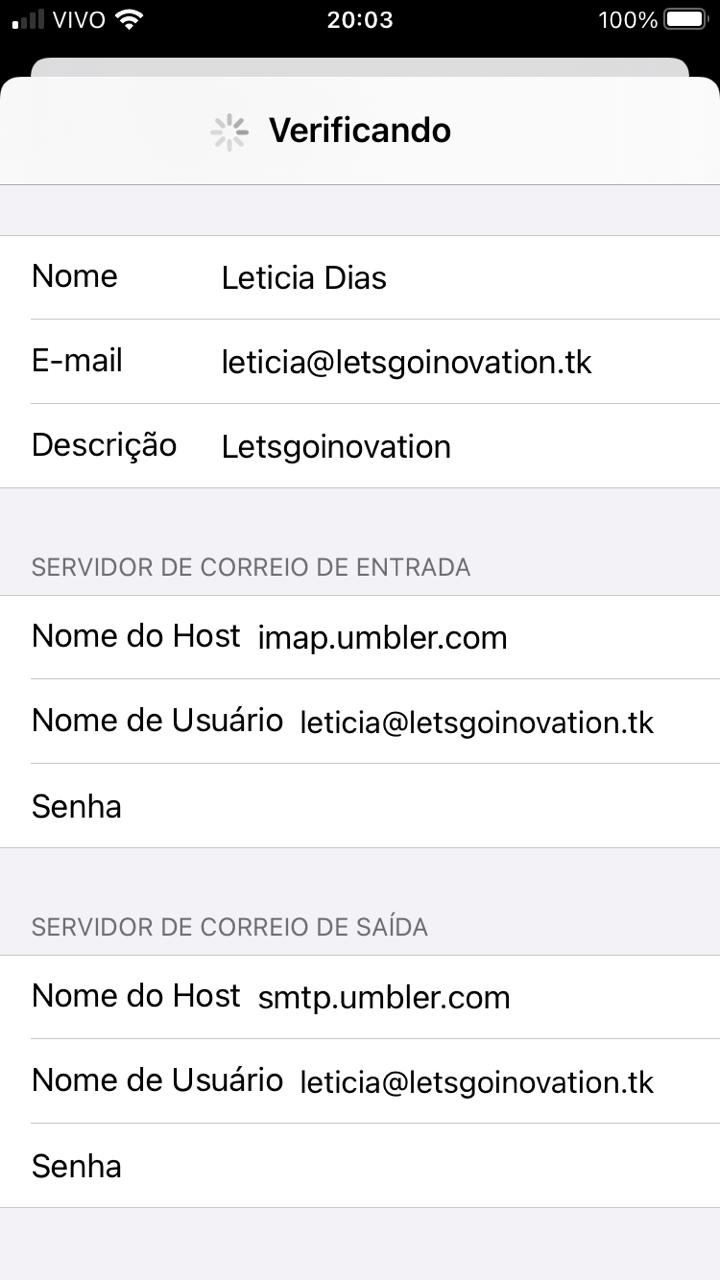 VIVO 20:03 100%
Verificando
Nome Leticia Dias
E-mail leticia@letsgoinovation.tk
Descrição Letsgoinovation
SERVIDOR DE CORREIO DE ENTRADA
Nome do Host imap.umbler.com
Nome de Usuário leticia@letsgoinovation.tk
Senha
SERVIDOR DE CORREIO DE SAÍDA
Nome do Host smtp.umbler.com
Nome de Usuário leticia@letsgoinovation.tk
Senha